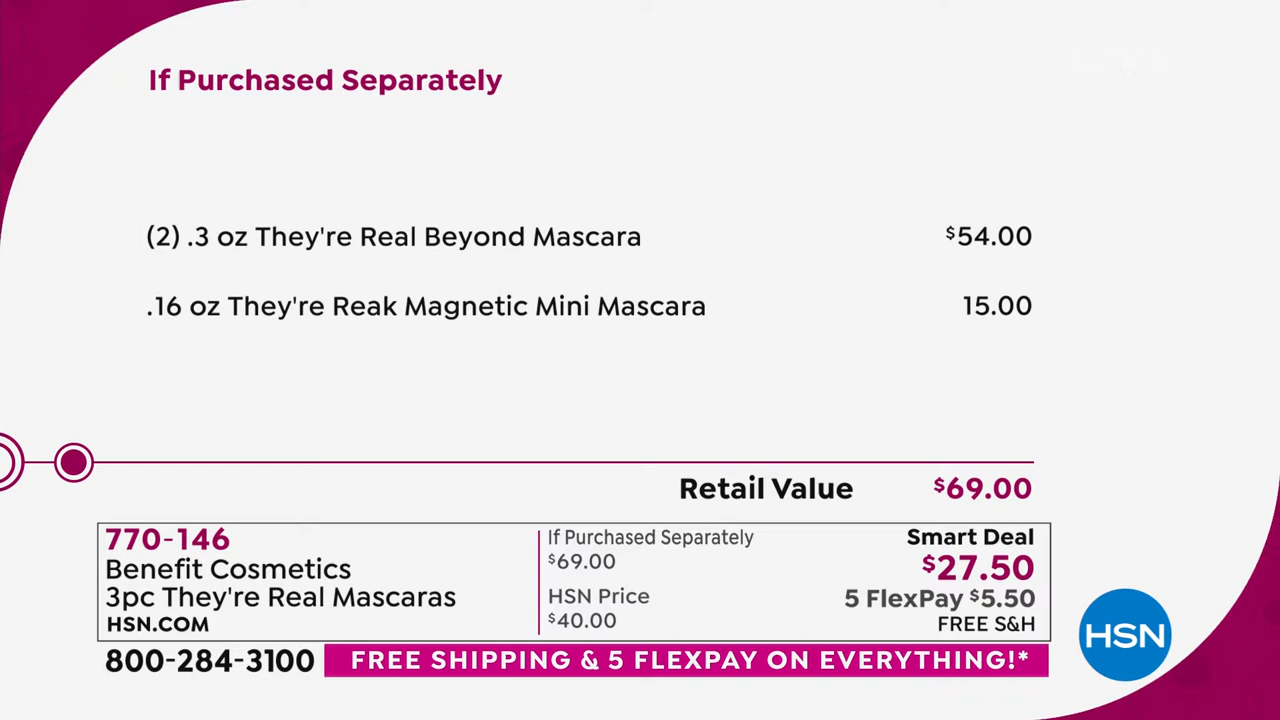 If Purchased Separately
(2) .3 oz They're Real Beyond Mascara $54.00
.16 oz They're Reak Magnetic Mini Mascara 15.00
Retail Value $69.00
770-146
Benefit Cosmetics
3pc They're Real Mascaras
HSN.COM
If Purchased Separately
$69.00
HSN Price
$40.00
Smart Deal
$27.50
5 FlexPay $5.50
FREE S&H
HSN
800-284-3100
FREE SHIPPING & 5 FLEXPAY ON EVERYTHING!*